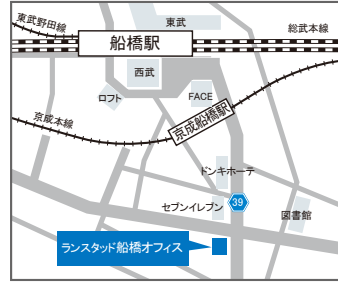 東武野田線
東武
総武本線
船橋駅
西武
ロフト
FACE
京成本線
京成船橋駅
ドンキホーテ
セブンイレブン
39
図書館
ランスタッド船橋オフィス